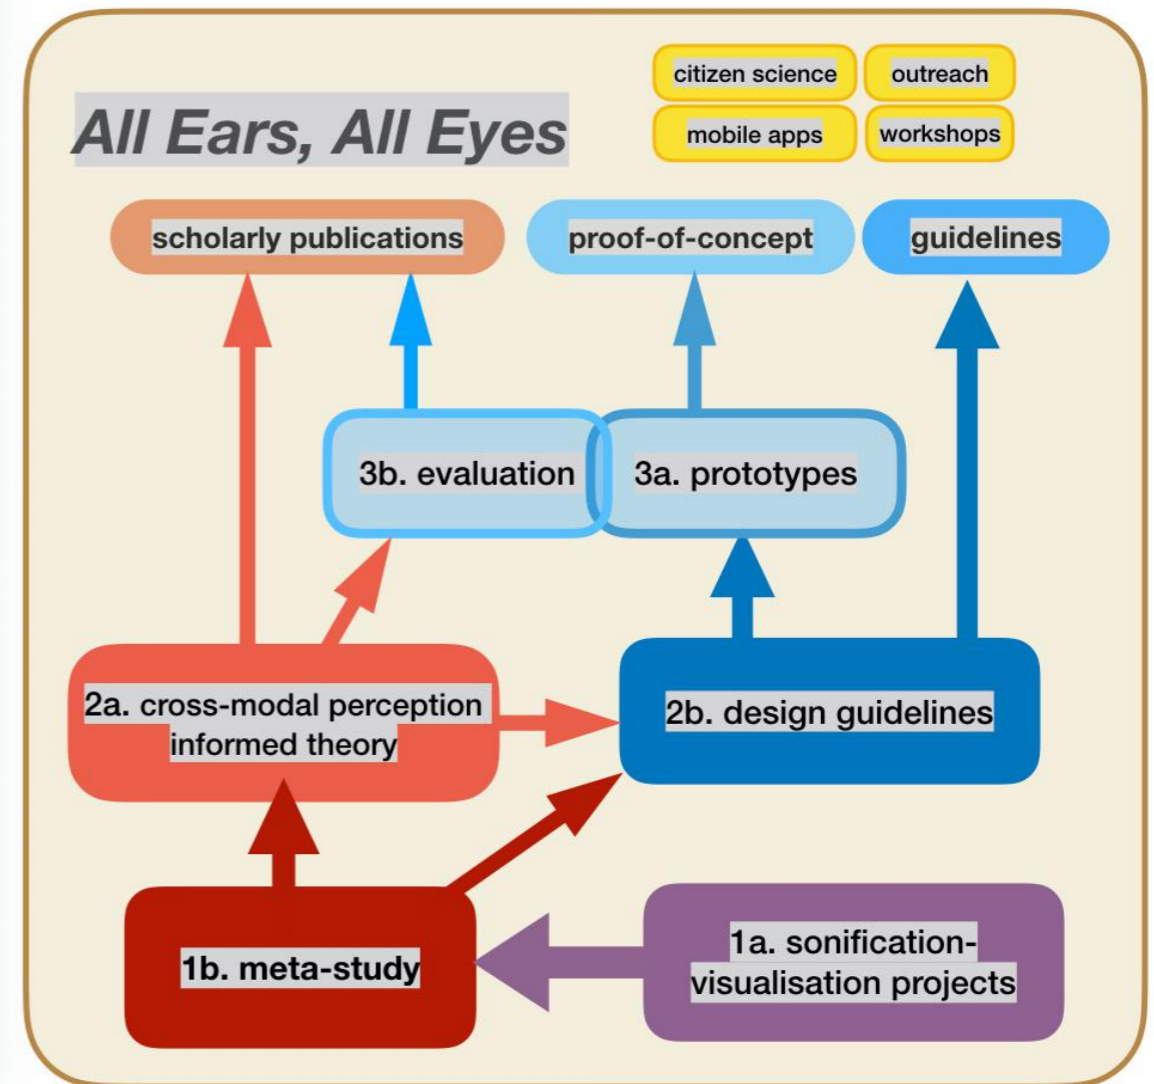 citizen science
outreach
All Ears, All Eyes
mobile apps
workshops
scholarly publications
proof-of-concept
guidelines
3b. evaluation
3a. prototypes
2a. cross-modal perception
informed theory
2b. design guidelines
1b. meta-study
1a. sonification-
visualisation projects